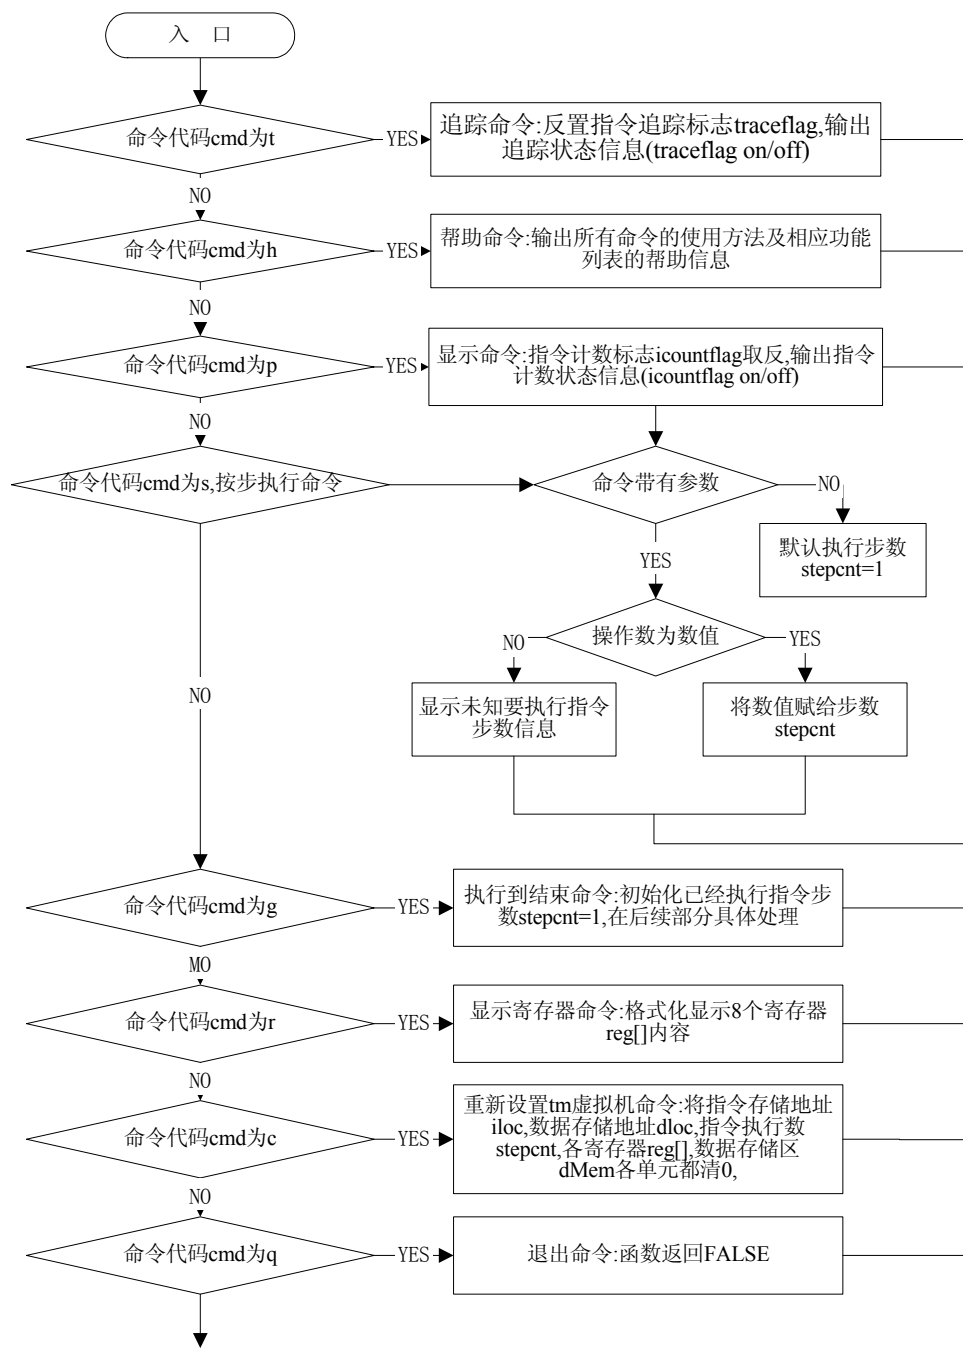 入 口
命令代码cmd为t
YES
追踪命令:反置指令追踪标志traceflag,输出
追踪状态信息(traceflag on/off)
NO
命令代码cmd为h
YES
帮助命令:输出所有命令的使用方法及相应功能
列表的帮助信息
NO
命令代码cmd为p
YES
显示命令:指令计数标志icountflag取反,输出指令
计数状态信息(icountflag on/off)
NO
命令代码cmd为s,按步执行命令
命令带有参数
NO
默认执行步数
stepcnt=1
YES
操作数为数值
NO
YES
显示未知要执行指令
步数信息
将数值赋给步数
stepcnt
NO
命令代码cmd为g
YES
执行到结束命令:初始化已经执行指令步
数stepcnt=1,在后续部分具体处理
MO
命令代码cmd为r
YES
显示寄存器命令:格式化显示8个寄存器
reg[]内容
NO
命令代码cmd为c
YES
重新设置tm虚拟机命令:将指令存储地址
iloc,数据存储地址dloc,指令执行数
stepcnt,各寄存器reg[],数据存储区
dMem各单元都清0,
NO
命令代码cmd为q
YES
退出命令:函数返回FALSE